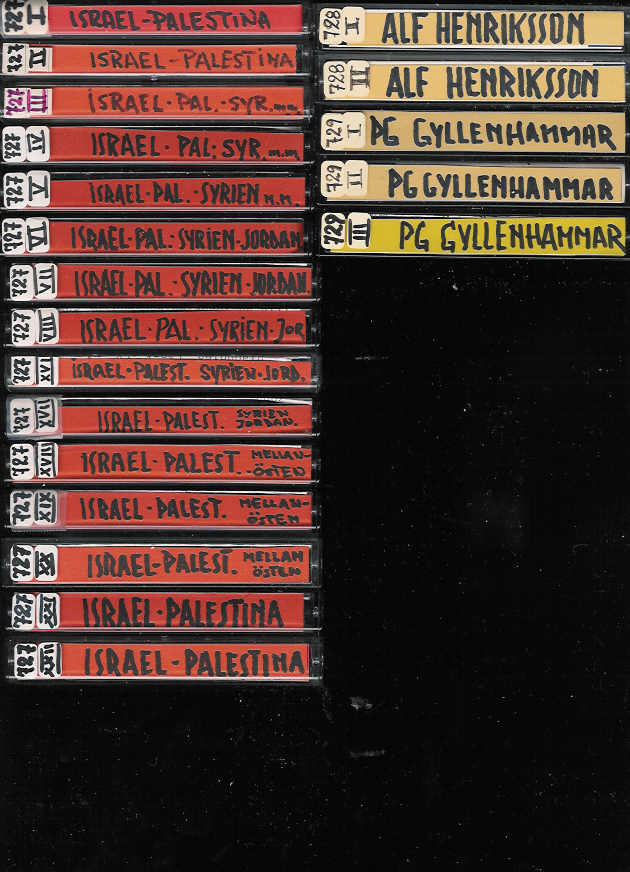 727 I ISRAEL-PALESTINA
727 II ISRAEL-PALESTINA
727 III ISRAEL-PAL.-SYR. m.m.
727 IV ISRAEL-PAL: SYR. m.m
727 V ISRAEL-PAL.-SYRIEN M.M.
727 VI ISRAEL-PAL: SYRIEN-JORDAN
727 VII ISRAEL-PAL.-SYRIEN-JORDAN.
727 VIII ISRAEL-PAL.-SYRIEN-JOR
727 XVI ISRAEL-PALEST. SYRIEN-JORD.
727 XVII ISRAEL-PALEST. SYRIEN JORDAN.
727 XVIII ISRAEL-PALEST. MELLAN-ÖSTEN
727 XIX ISRAEL-PALEST. MELLAN-ÖSTEN
727 XX ISRAEL-PALEST. MELLAN ÖSTEN
727 XXI ISRAEL-PALESTINA
727 XXII ISRAEL-PALESTINA
728 I ALF HENRIKSSON
728 II ALF HENRIKSSON
729 I PG GYLLENHAMMAR
729 II PG GYLLENHAMMAR
729 III PG GYLLENHAMMAR